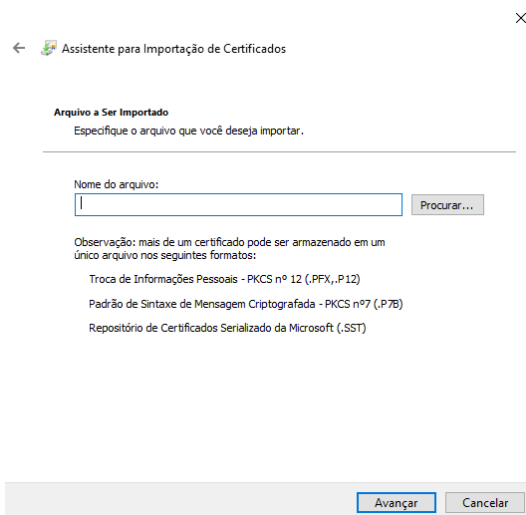 Assistente para Importação de Certificados
Arquivo a Ser Importado
Especifique o arquivo que você deseja importar.
Nome do arquivo:
Procurar...
Observação: mais de um certificado pode ser armazenado em um
único arquivo nos seguintes formatos:
Troca de Informações Pessoais - PKCS nº 12 (.PFX,.P12)
Padrão de Sintaxe de Mensagem Criptografada - PKCS nº7 (.P7B)
Repositório de Certificados Serializado da Microsoft (.SST)
Avançar
Cancelar